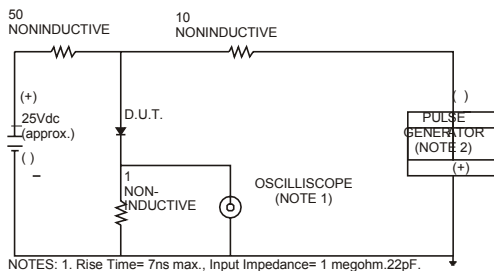 50
NONINDUCTIVE
10
NONINDUCTIVE
(+)
25Vdc
(approx.)
( )
–
D.U.T.
1
NON-
INDUCTIVE
OSCILLISCOPE
(NOTE 1)
( )
PULSE
GENERATOR
(NOTE 2)
(+)
NOTES: 1. Rise Time= 7ns max., Input Impedance= 1 megohm.22pF.